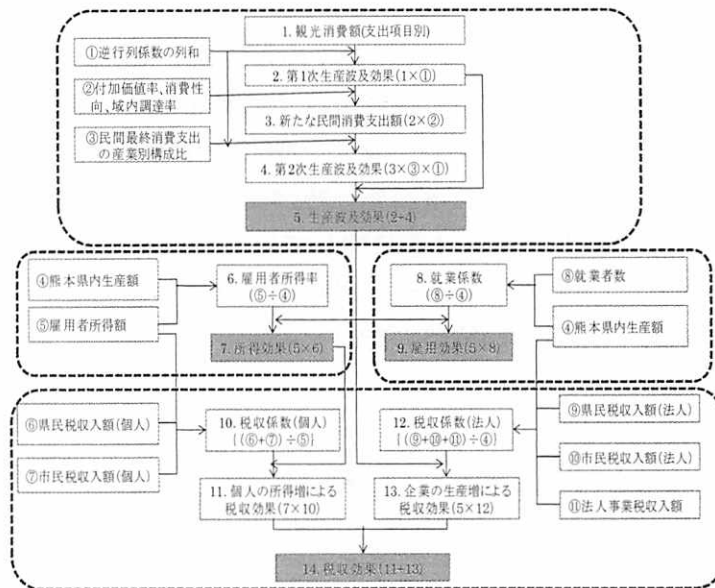 1. 観光消費額(支出項目別)
①逆行列係数の列和
2. 第1次生産波及効果(1×①)
②付加価値率、消費性
向、域内調達率
3. 新たな民間消費支出額(2×②)
③民間最終消費支出
の産業別構成比
4. 第2次生産波及効果(3×③×①)
5. 生産波及効果(2+4)
④熊本県内生産額
⑤雇用者所得額
6. 雇用者所得率
(⑤÷④)
7. 所得効果(5×6)
8. 就業係数
(⑧÷④)
9. 雇用効果(5×8)
⑧就業者数
④熊本県内生産額
⑥県民税収入額(個人)
⑦市民税収入額(個人)
10. 税収係数(個人)
{(⑥+⑦)÷⑤}
11. 個人の所得増による
税収効果(7×10)
12. 税収係数(法人)
{(⑨+⑩+⑪)÷④}
13. 企業の生産増による
税収効果(5×12)
⑨県民税収入額(法人)
⑩市民税収入額(法人)
⑪法人事業税収入額
14. 税収効果(11+13)